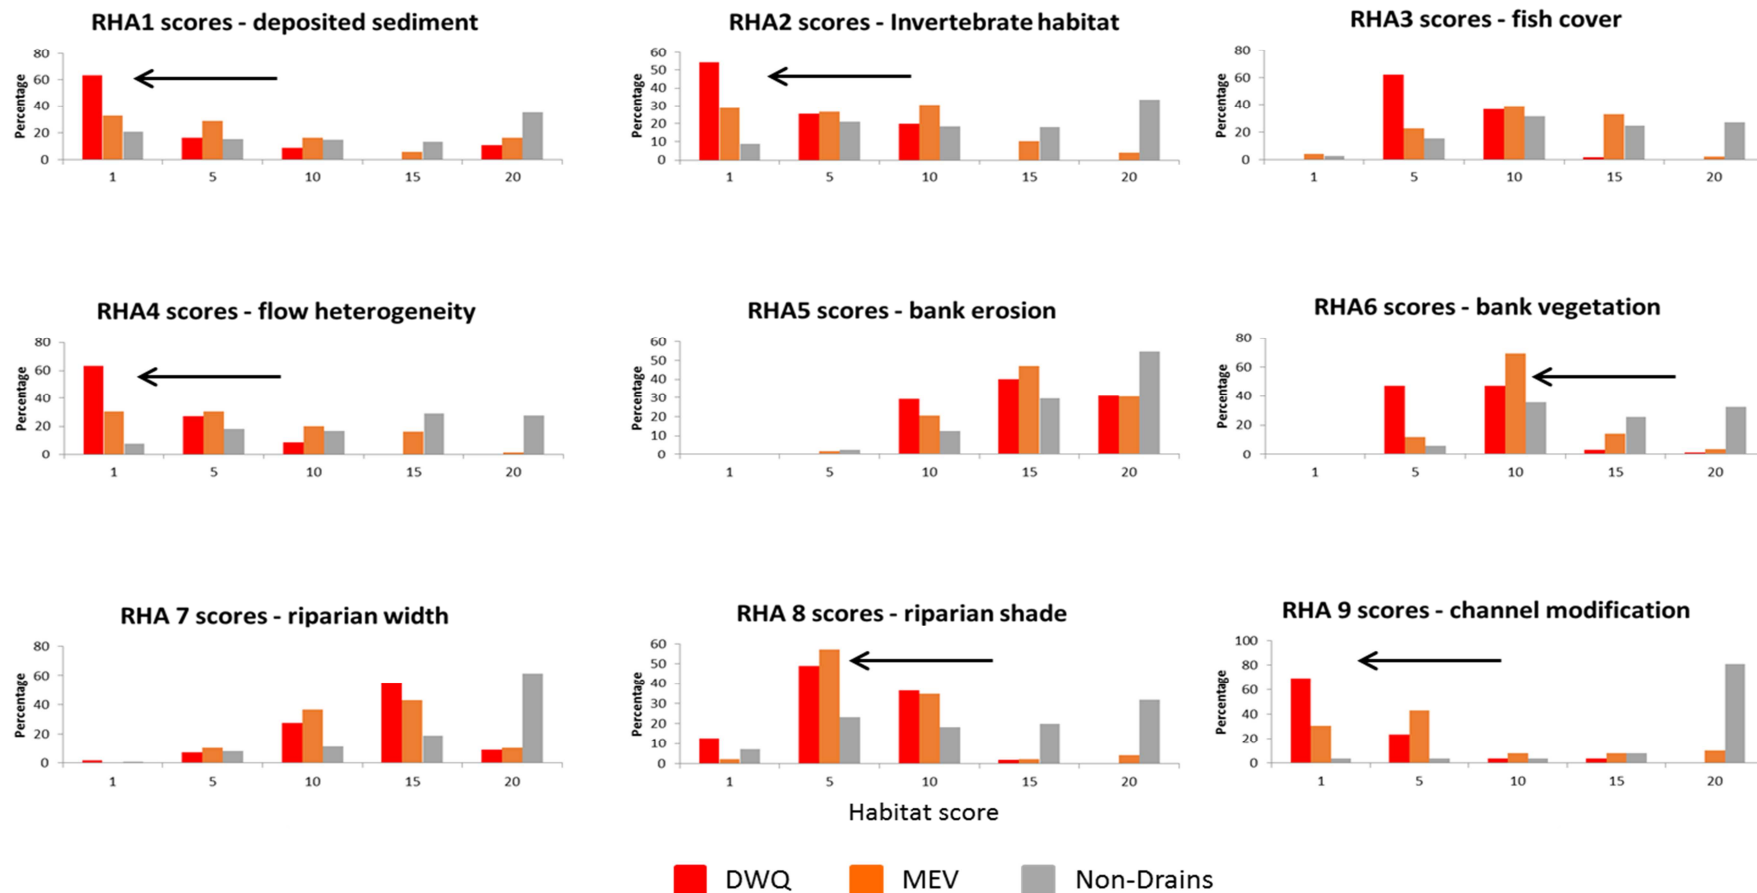 RHA1 scores - deposited sediment
80
60
40
20
0
Percentage
1 5 10 15 20
RHA2 scores - Invertebrate habitat
60
50
40
30
20
10
0
Percentage
1 5 10 15 20
RHA3 scores - fish cover
80
60
40
20
0
Percentage
1 5 10 15 20
RHA4 scores - flow heterogeneity
80
60
40
20
0
Percentage
1 5 10 15 20
RHA5 scores - bank erosion
60
50
40
30
20
10
0
Percentage
1 5 10 15 20
RHA6 scores - bank vegetation
80
60
40
20
0
Percentage
1 5 10 15 20
RHA 7 scores - riparian width
80
60
40
20
0
Percentage
1 5 10 15 20
RHA 8 scores - riparian shade
60
50
40
30
20
10
0
Percentage
1 5 10 15 20
RHA 9 scores - channel modification
100
80
60
40
20
0
Percentage
1 5 10 15 20
Habitat score
DWQ MEV Non-Drains